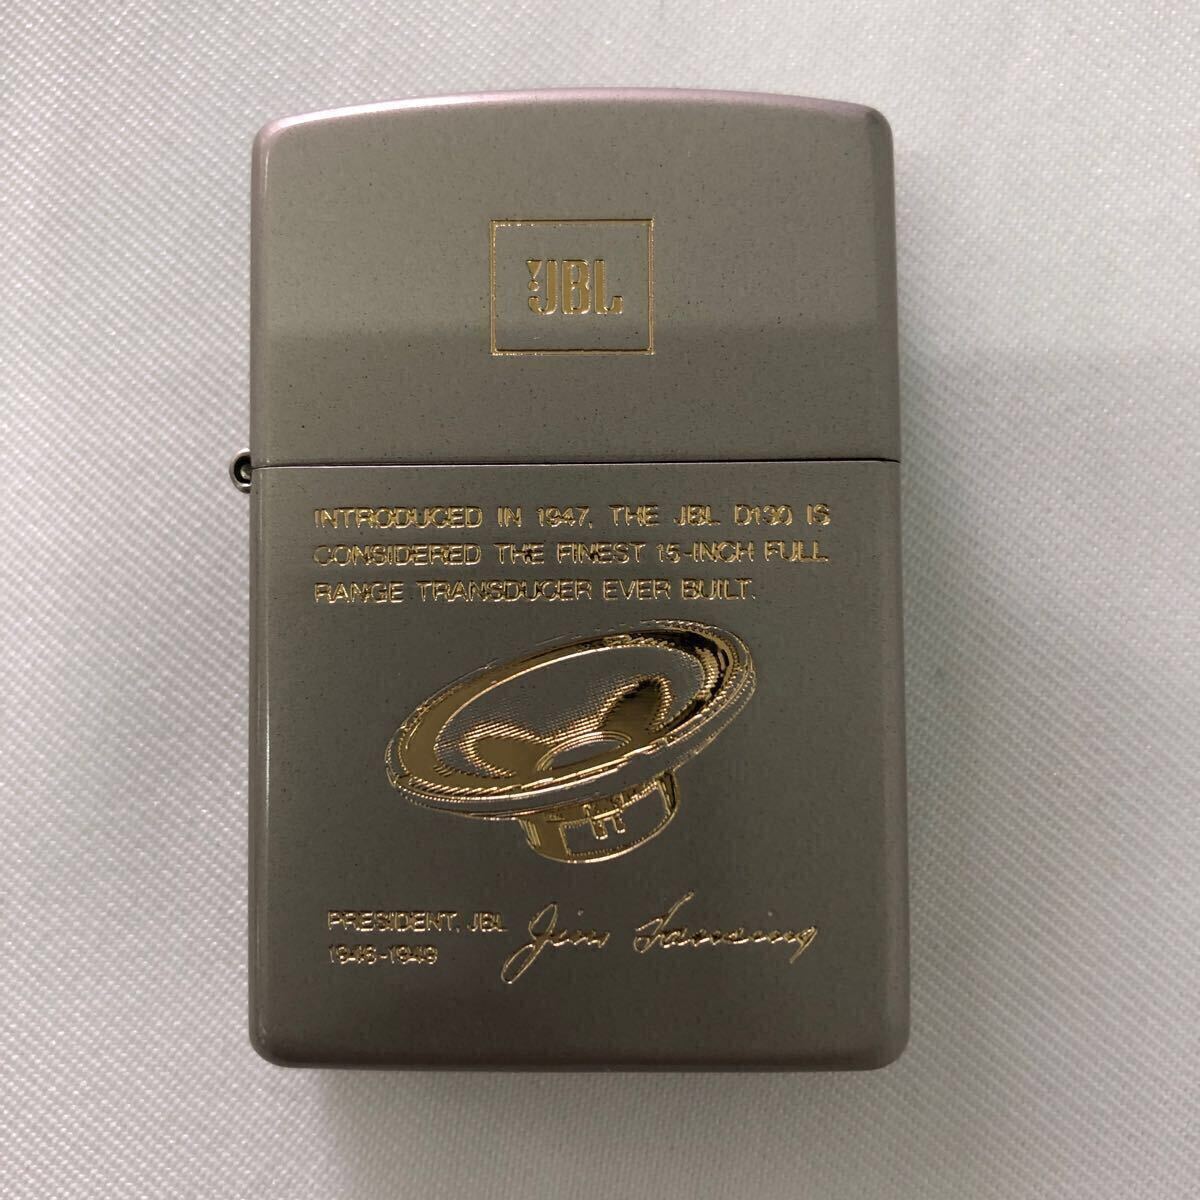 JBL
INTRODUCED IN 1947, THE JBL D130 IS
CONSIDERED THE FINEST 15-INCH FULL
RANGE TRANSDUCER EVER BUILT.
PRESIDENT, JBL Jim Lansing
1946-1949